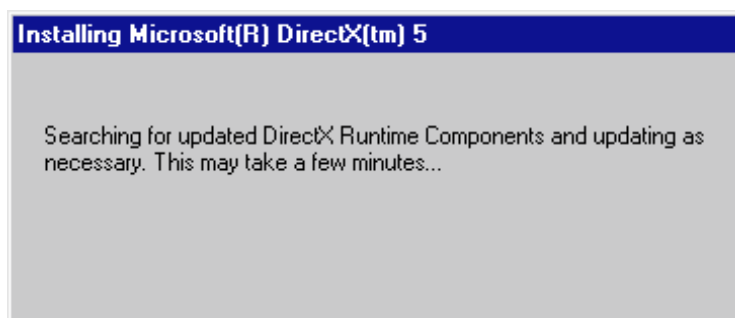 Installing Microsoft(R) DirectX(tm) 5
Searching for updated DirectX Runtime Components and updating as
necessary. This may take a few minutes...